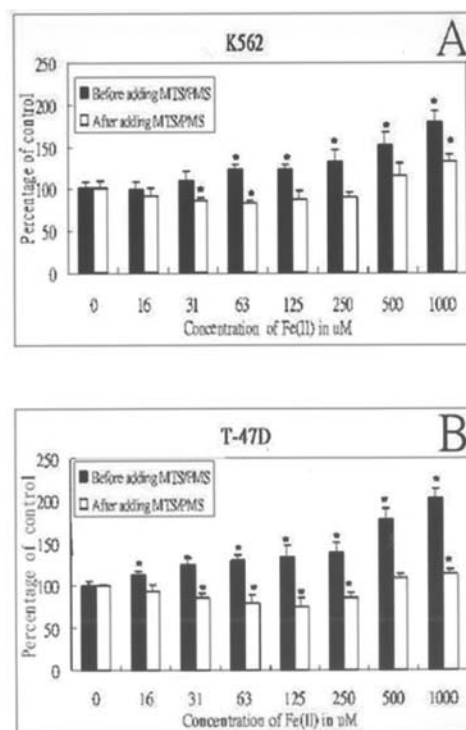 A
K562
250
200
150
100
50
0
Percentage of control
Before adding MTS/PMS
After adding MTS/PMS
* * * * * * * *
0 16 31 63 125 250 500 1000
Concentration of Fe(II) in uM
B
T-47D
250
200
150
100
50
0
Percentage of control
Before adding MTS/PMS
After adding MTS/PMS
* * * * * * * * * * * * *
0 16 31 63 125 250 500 1000
Concentration of Fe(II) in uM